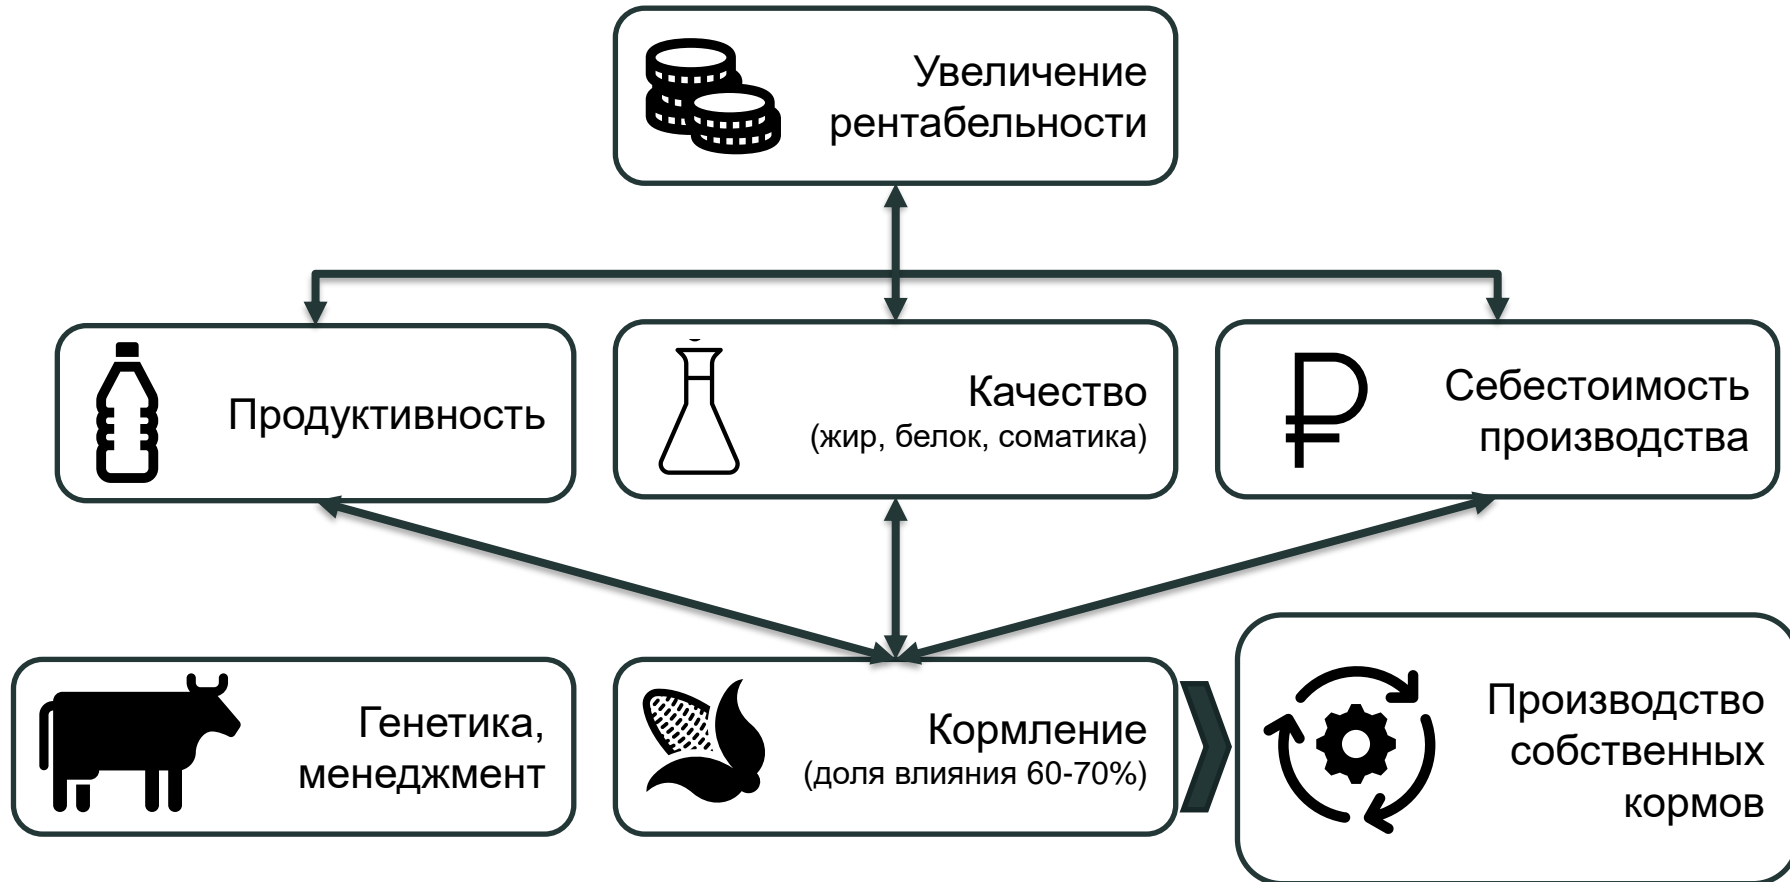 Увеличение
рентабельности
Продуктивность
Качество
(жир, белок, соматика)
Себестоимость
производства
Генетика,
менеджмент
Кормление
(доля влияния 60-70%)
Производство
собственных
кормов